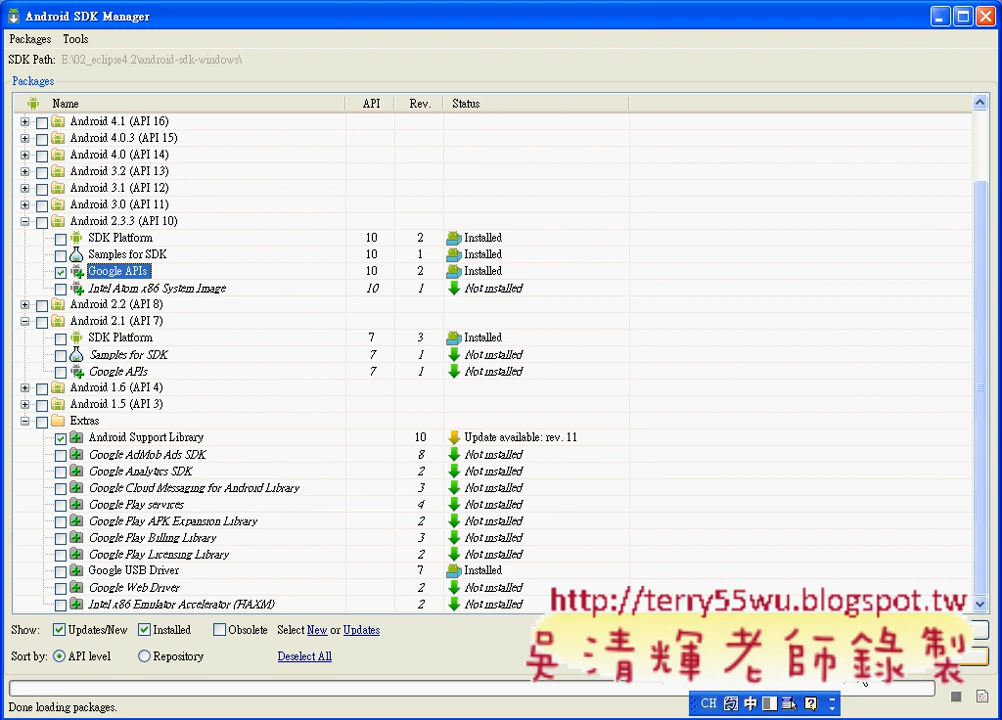 Android SDK Manager
Packages Tools
SDK Path: E:\02_eclipse4.2\android-sdk-windows\
Packages
Name API Rev. Status
Android 4.1 (API 16)
Android 4.0.3 (API 15)
Android 4.0 (API 14)
Android 3.2 (API 13)
Android 3.1 (API 12)
Android 3.0 (API 11)
Android 2.3.3 (API 10)
SDK Platform 10 2 Installed
Samples for SDK 10 1 Installed
Google APIs 10 2 Installed
Intel Atom x86 System Image 10 1 Not installed
Android 2.2 (API 8)
Android 2.1 (API 7)
SDK Platform 7 3 Installed
Samples for SDK 7 1 Not installed
Google APIs 7 1 Not installed
Android 1.6 (API 4)
Android 1.5 (API 3)
Extras
Android Support Library 10 Update available: rev. 11
Google AdMob Ads SDK 8 Not installed
Google Analytics SDK 2 Not installed
Google Cloud Messaging for Android Library 3 Not installed
Google Play services 4 Not installed
Google Play APK Expansion Library 2 Not installed
Google Play Billing Library 3 Not installed
Google Play Licensing Library 2 Not installed
Google USB Driver 7 Installed
Google Web Driver 2 Not installed
Intel x86 Emulator Accelerator (HAXM) 2 Not installed
http://terry55wu.blogspot.tw
吳清輝老師錄製
Show: Updates/New Installed Obsolete Select New or Updates
Sort by: API level Repository Deselect All
CH 中
Done loading packages.